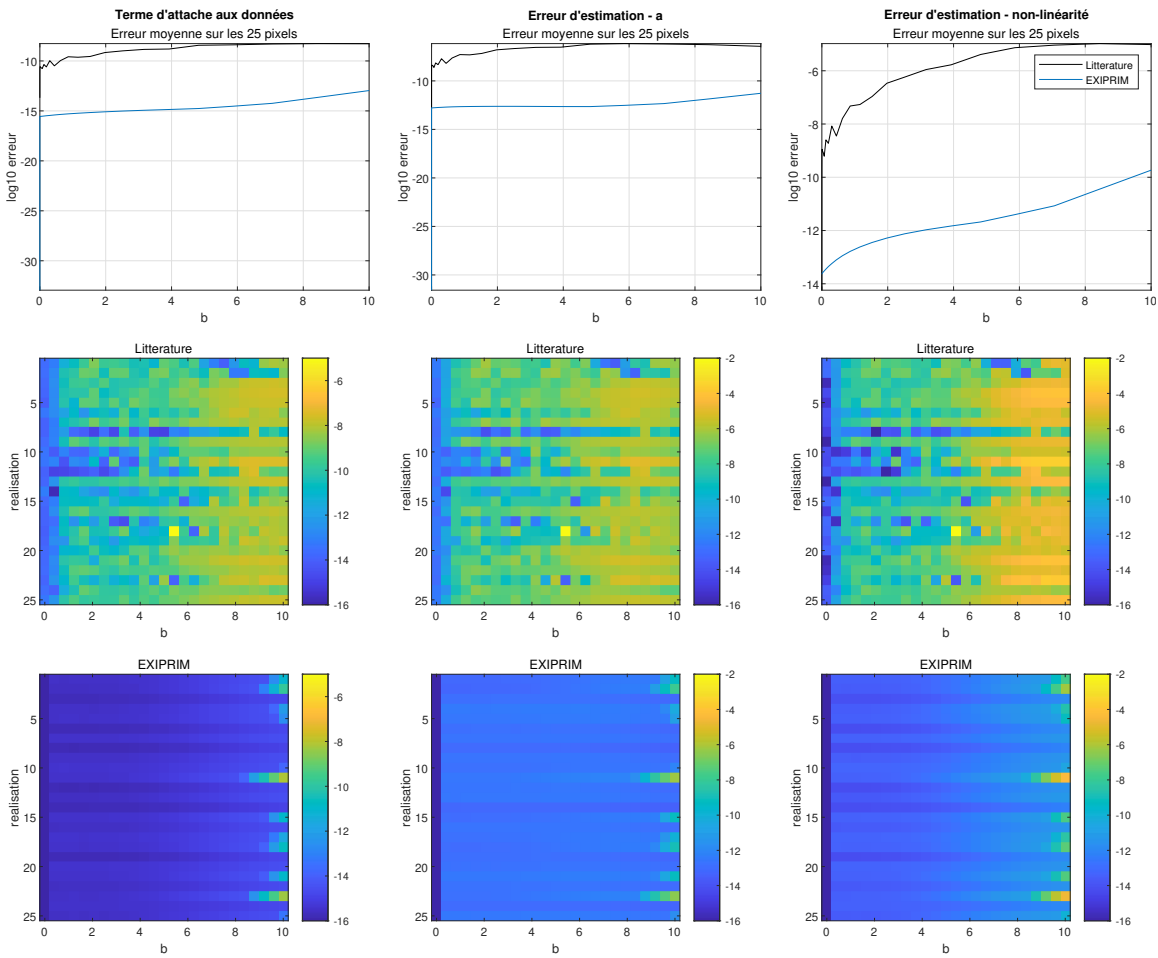 Terme d'attache aux données
Erreur moyenne sur les 25 pixels
log10 erreur
-10
-15
-20
-25
-30
0 2 4 6 8 10
b
Erreur d'estimation - a
Erreur moyenne sur les 25 pixels
log10 erreur
-10
-15
-20
-25
-30
0 2 4 6 8 10
b
Erreur d'estimation - non-linéarité
Erreur moyenne sur les 25 pixels
log10 erreur
-6
-8
-10
-12
-14
0 2 4 6 8 10
b
Litterature
EXIPRIM
Litterature
realisation
5
10
15
20
25
0 2 4 6 8 10
b
-6
-8
-10
-12
-14
-16
Litterature
realisation
5
10
15
20
25
0 2 4 6 8 10
b
-2
-4
-6
-8
-10
-12
-14
-16
Litterature
realisation
5
10
15
20
25
0 2 4 6 8 10
b
-2
-4
-6
-8
-10
-12
-14
-16
EXIPRIM
realisation
5
10
15
20
25
0 2 4 6 8 10
b
-6
-8
-10
-12
-14
-16
EXIPRIM
realisation
5
10
15
20
25
0 2 4 6 8 10
b
-2
-4
-6
-8
-10
-12
-14
-16
EXIPRIM
realisation
5
10
15
20
25
0 2 4 6 8 10
b
-2
-4
-6
-8
-10
-12
-14
-16